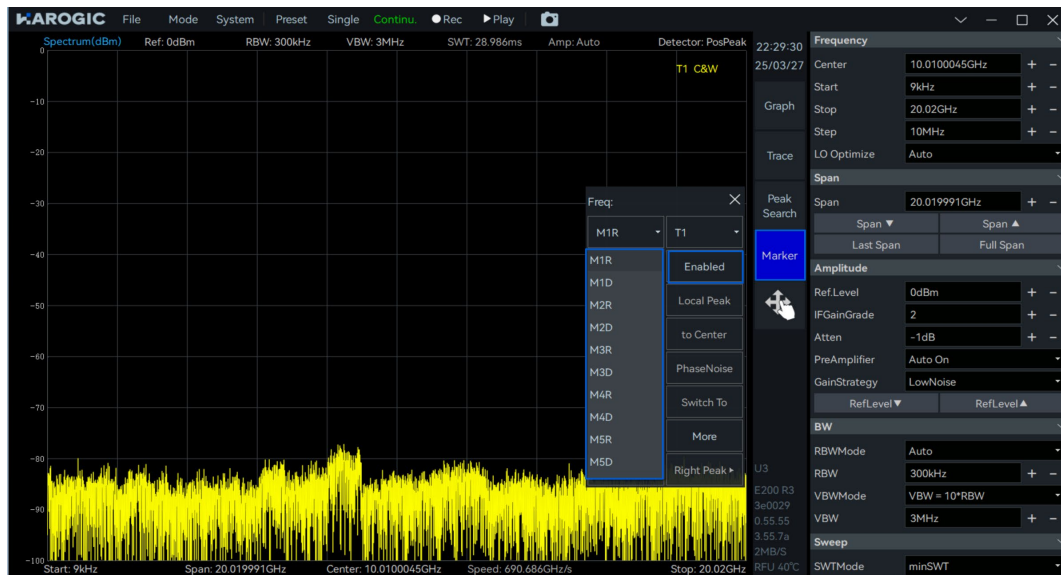 HAROGIC File Mode System Preset Single Continu. Rec Play
Spectrum(dBm) Ref: 0dBm RBW: 300kHz VBW: 3MHz SWT: 28.986ms Amp: Auto Detector: PosPeak
T1 C&W
0
-10
-20
-30
-40
-50
-60
-70
-80
-90
-100
Start: 9kHz Span: 20.019991GHz Center: 10.0100045GHz Speed: 690.686GHz/s Stop: 20.02GHz
Freq:
M1R T1
M1R
M1D
M2R
M2D
M3R
M3D
M4R
M4D
M5R
M5D
Enabled
Local Peak
to Center
PhaseNoise
Switch To
More
Right Peak
22:29:30
25/03/27
Graph
Trace
Peak
Search
Marker
U3
E200 R3
3e0029
0.55.55
3.55.7a
2MB/S
RFU 40℃
Frequency
Center 10.0100045GHz + -
Start 9kHz + -
Stop 20.02GHz + -
Step 10MHz + -
LO Optimize Auto
Span
Span 20.019991GHz + -
Span ▼ Span ▲
Last Span Full Span
Amplitude
Ref.Level 0dBm + -
IFGainGrade 2 + -
Atten -1dB + -
PreAmplifier Auto On
GainStrategy LowNoise
RefLevel▼ RefLevel▲
BW
RBWMode Auto
RBW 300kHz + -
VBWMode VBW = 10*RBW
VBW 3MHz + -
Sweep
SWTMode minSWT